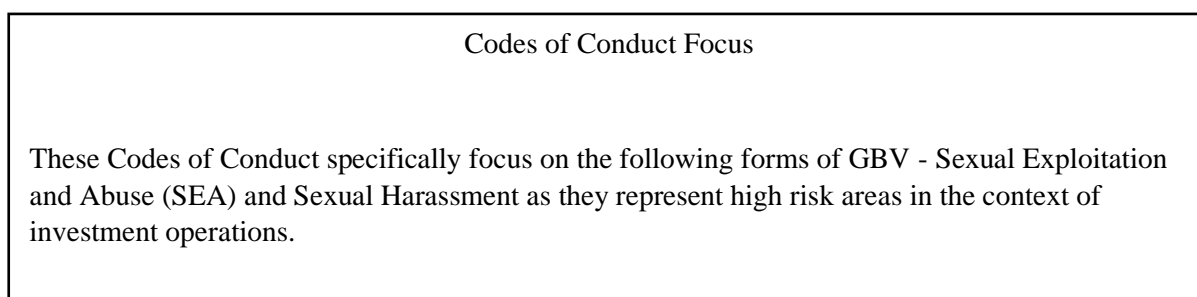 Codes of Conduct Focus
These Codes of Conduct specifically focus on the following forms of GBV - Sexual Exploitation
and Abuse (SEA) and Sexual Harassment as they represent high risk areas in the context of
investment operations.